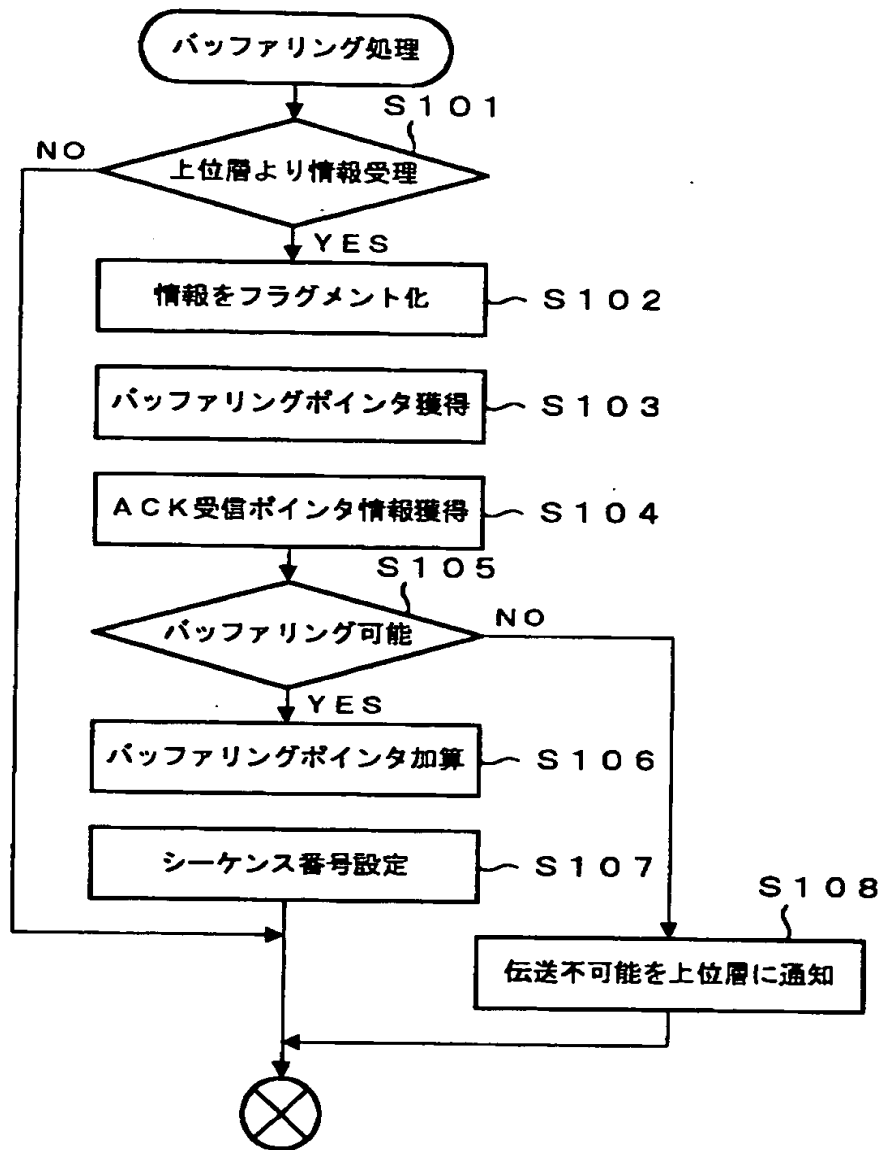 バッファリング処理
S101
NO
上位層より情報受理
YES
情報をフラグメント化
S102
バッファリングポインタ獲得
S103
ACK受信ポインタ情報獲得
S104
S105
バッファリング可能
NO
YES
バッファリングポインタ加算
S106
シーケンス番号設定
S107
S108
伝送不可能を上位層に通知